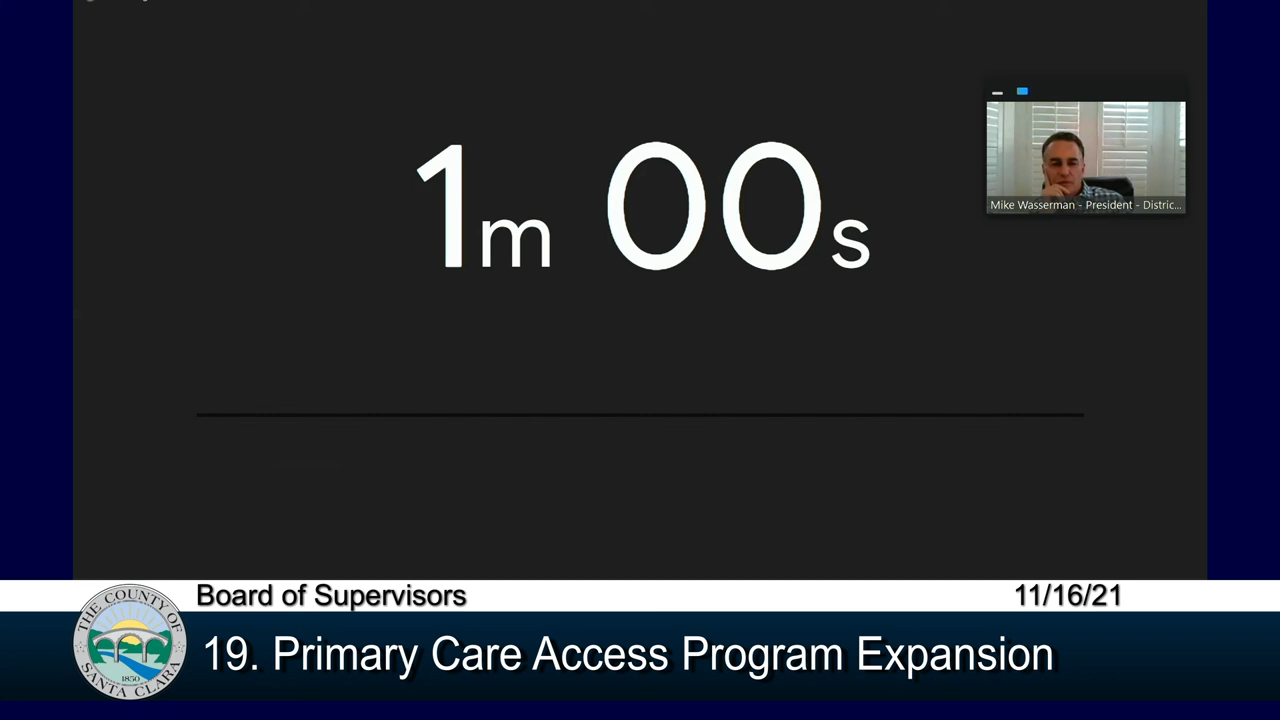 1m 00s
Mike Wasserman - President - Distric...
Board of Supervisors
11/16/21
19. Primary Care Access Program Expansion
THE COUNTY OF
SANTA CLARA
1850